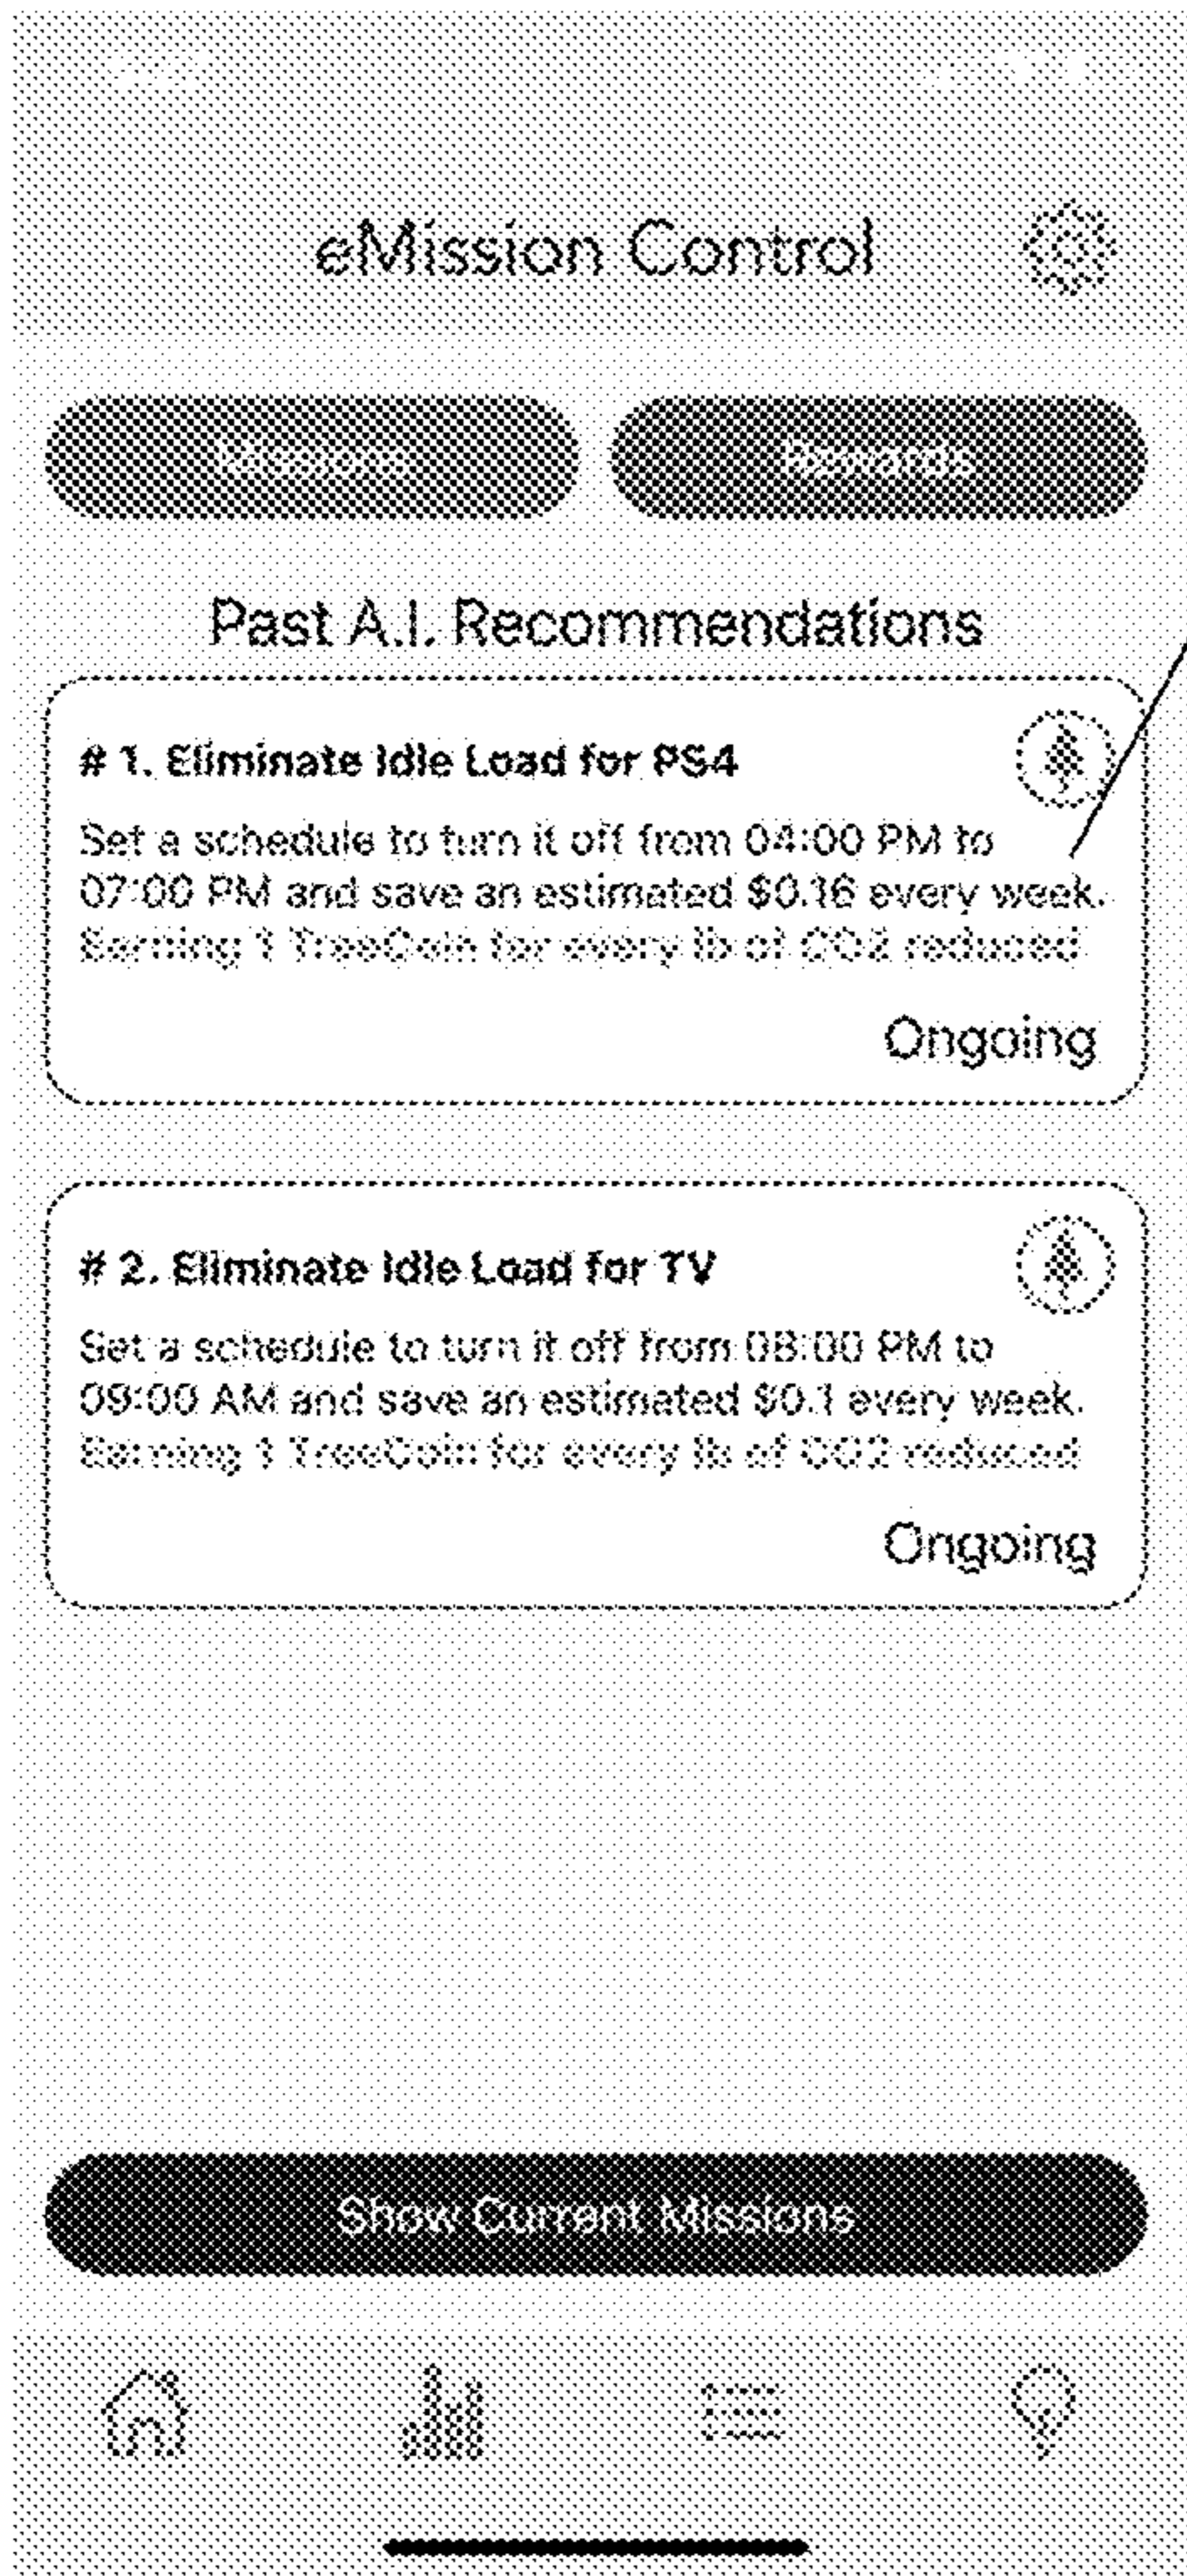 eMission Control
Missions
Rewards
Past A.I. Recommendations
# 1. Eliminate Idle Load for PS4
Set a schedule to turn it off from 04:00 PM to
07:00 PM and save an estimated $0.16 every week.
Earning 1 TreeCoin for every lb of CO2 reduced
Ongoing
# 2. Eliminate Idle Load for TV
Set a schedule to turn it off from 08:00 PM to
09:00 AM and save an estimated $0.1 every week.
Earning 1 TreeCoin for every lb of CO2 reduced
Ongoing
Show Current Missions